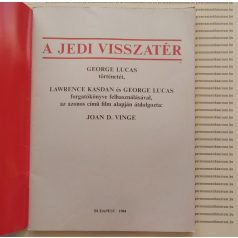 A JEDI VISSZATÉR
GEORGE LUCAS
történetét,
LAWRENCE KASDAN és GEORGE LUCAS
forgatókönyve felhasználásával,
az azonos című film alapján átdolgozta:
JOAN D. VINGE
BUDAPEST, 1984